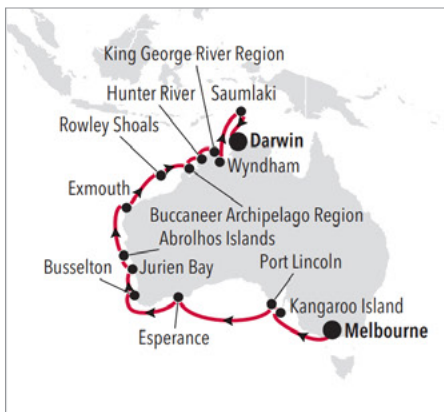 King George River Region
Hunter River
Saumlaki
Rowley Shoals
Darwin
Wyndham
Exmouth
Buccaneer Archipelago Region
Abrolhos Islands
Port Lincoln
Busselton
Jurien Bay
Kangaroo Island
Melbourne
Esperance